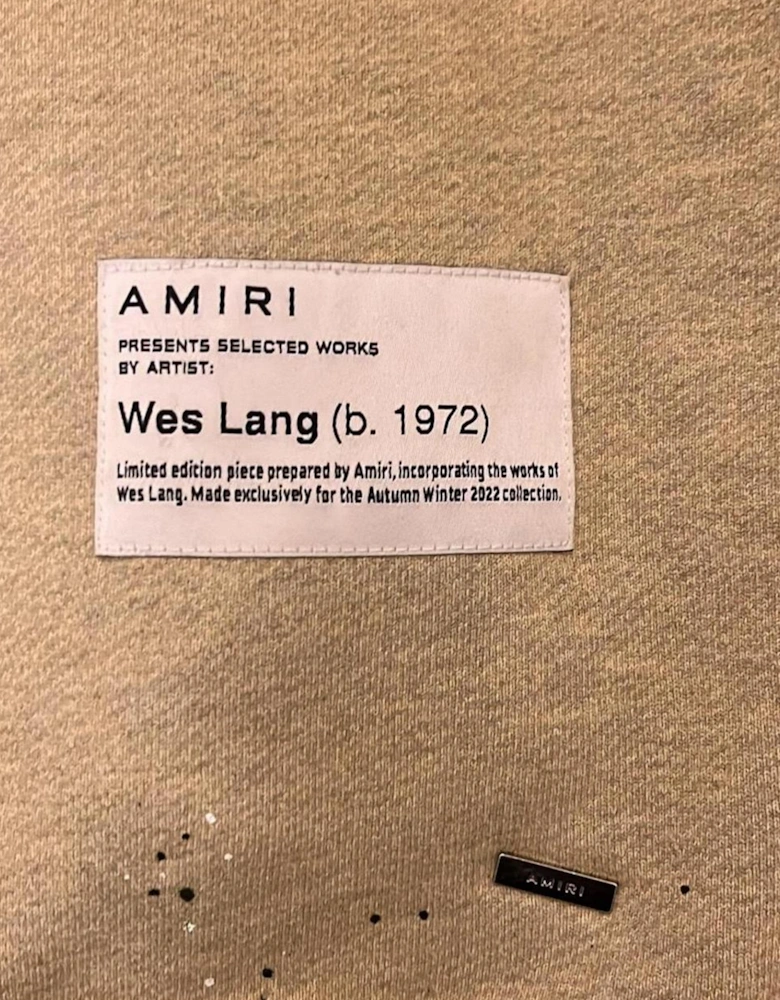 AMIRI
PRESENTS SELECTED WORKS
BY ARTIST:
Wes Lang (b. 1972)
Limited edition piece prepared by Amiri, incorporating the works of
Wes Lang. Made exclusively for the Autumn Winter 2022 collection.
AMIRI